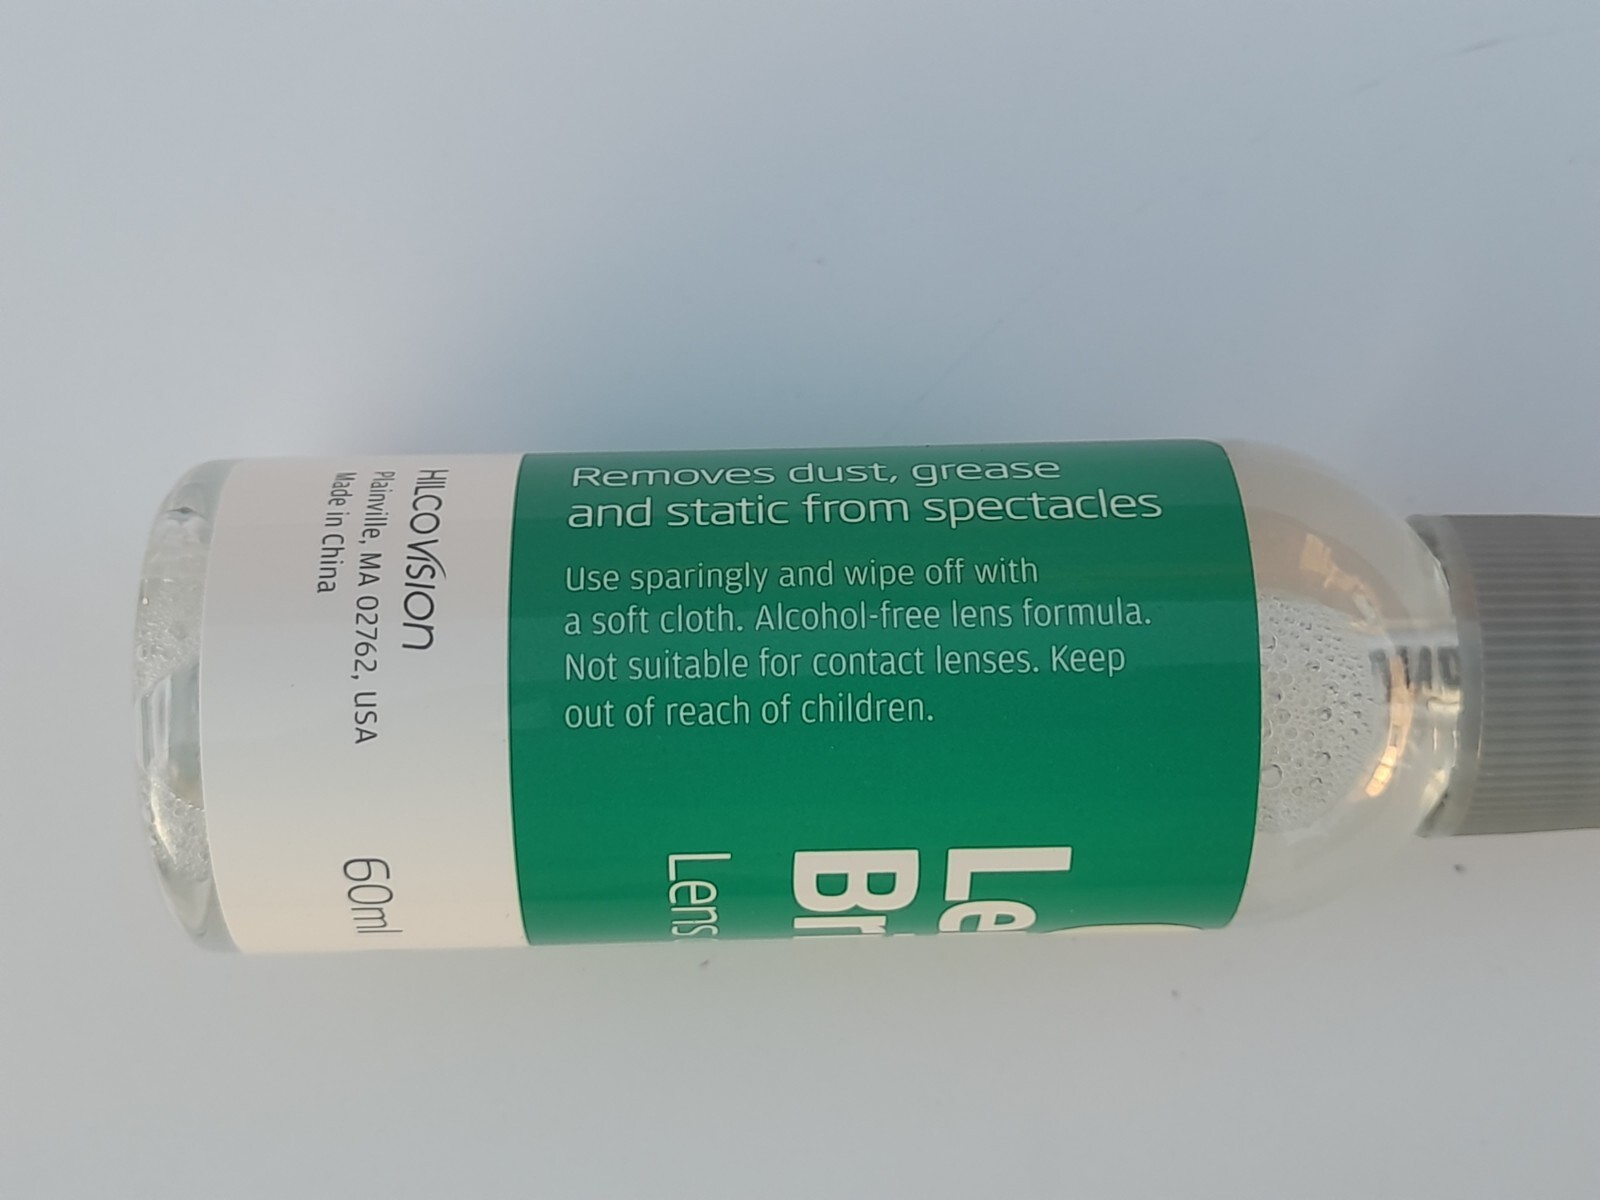 Removes dust, grease
and static from spectacles
Use sparingly and wipe off with
a soft cloth. Alcohol-free lens formula.
Not suitable for contact lenses. Keep
out of reach of children.
HILCOVISION
Plainville, MA 02762, USA
Made in China
60ml